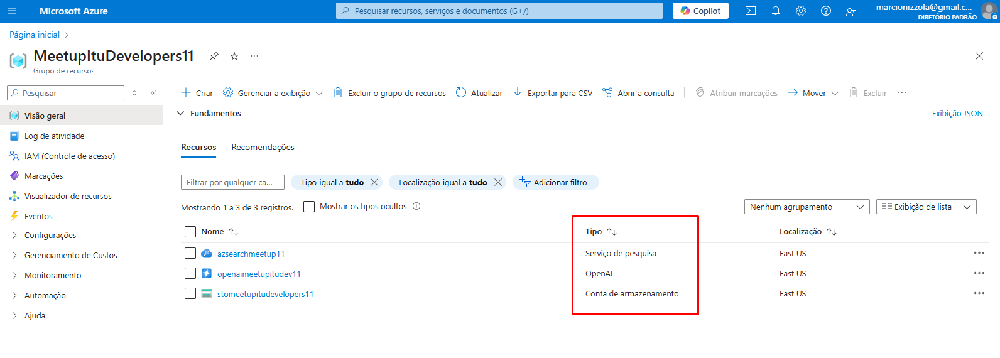 Microsoft Azure
Pesquisar recursos, serviços e documentos (G+/)
Copilot
marcionizzola@gmail.c...
DIRETÓRIO PADRÃO
Página inicial
MeetupItuDevelopers11
Grupo de recursos
Pesquisar
Criar Gerenciar a exibição Excluir o grupo de recursos Atualizar Exportar para CSV Abrir a consulta Atribuir marcações Mover Excluir
Visão geral
Log de atividade
IAM (Controle de acesso)
Marcações
Visualizador de recursos
Eventos
Configurações
Gerenciamento de Custos
Monitoramento
Automação
Ajuda
Fundamentos Exibição JSON
Recursos Recomendações
Filtrar por qualquer ca... Tipo igual a tudo Localização igual a tudo Adicionar filtro
Mostrando 1 a 3 de 3 registros. Mostrar os tipos ocultos Nenhum agrupamento Exibição de lista
Nome Tipo Localização
azsearchmeetup11 Serviço de pesquisa East US
openaimeetupitudev11 OpenAI East US
stomeetupitudevelopers11 Conta de armazenamento East US